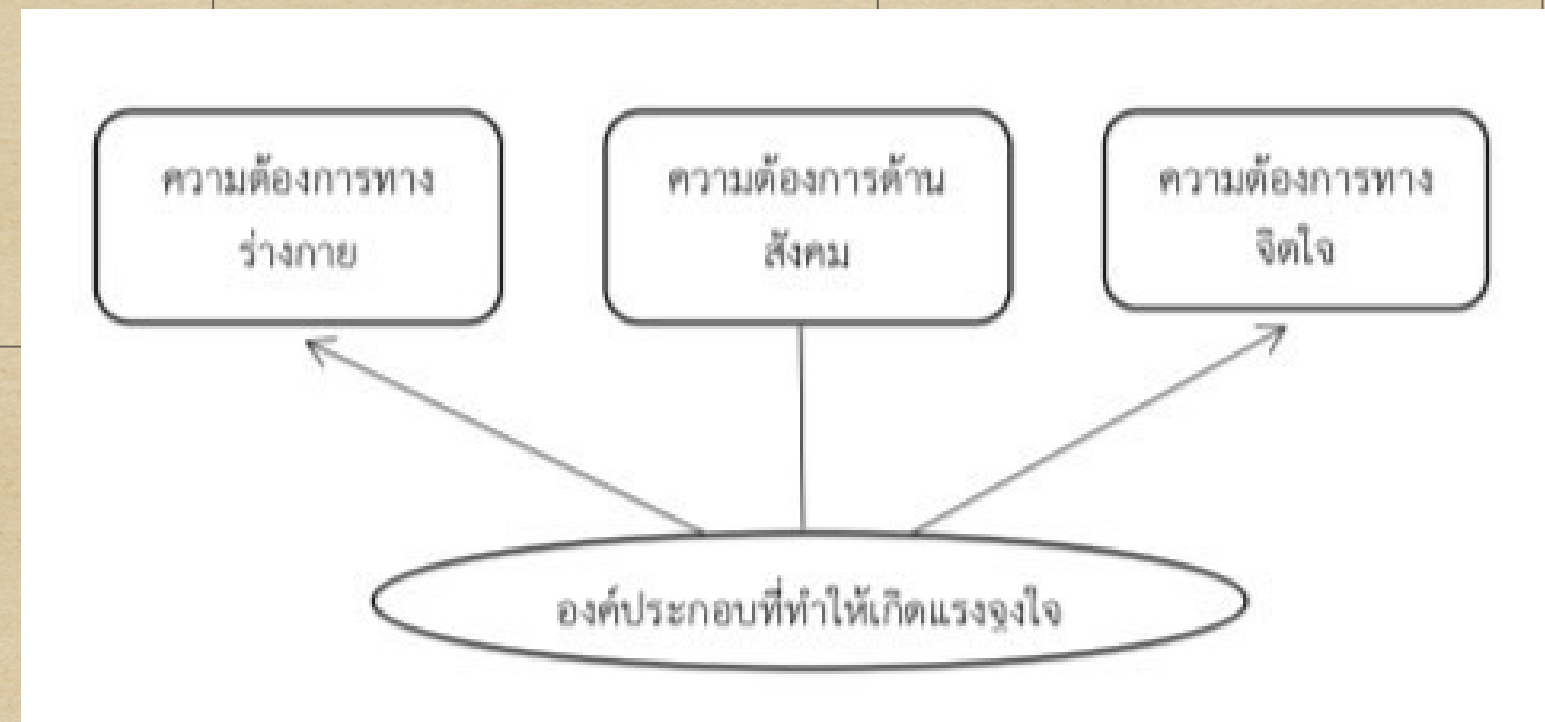 ความต้องการทาง
ร่างกาย
ความต้องการด้าน
สังคม
ความต้องการทาง
จิตใจ
องค์ประกอบที่ทำให้เกิดแรงจูงใจ